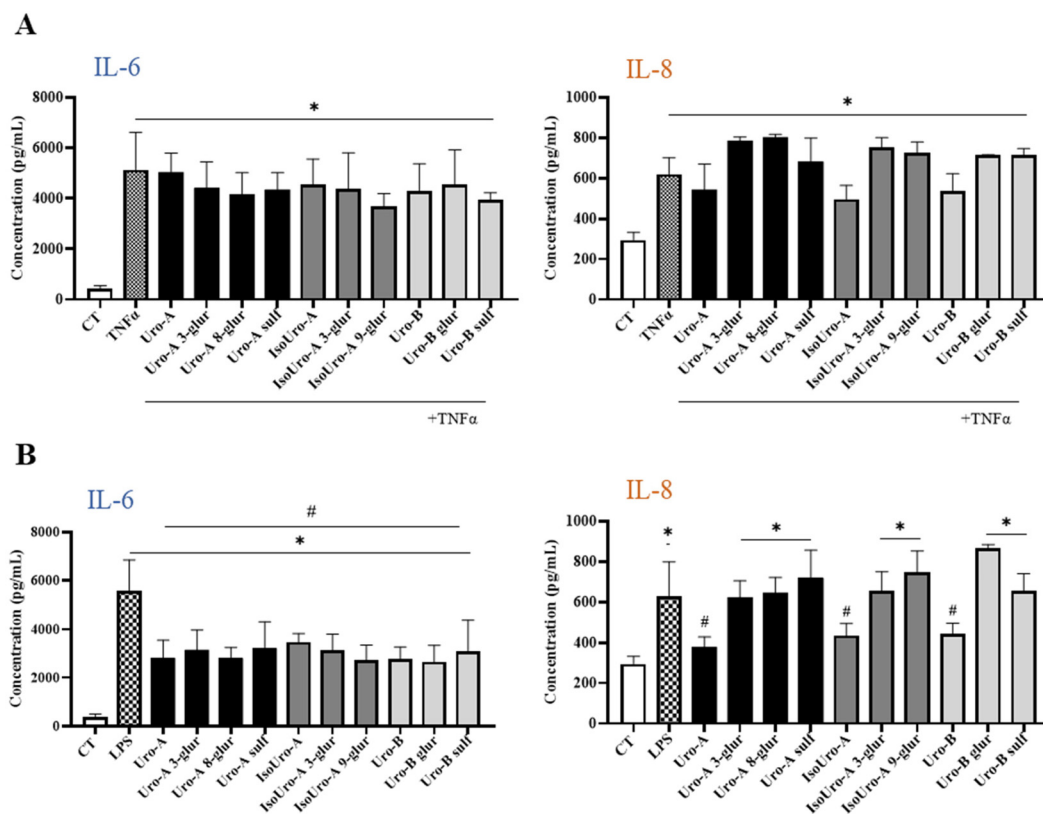 A
IL-6
*
Concentration (pg/mL)
8000
6000
4000
2000
0
CT
TNFα
Uro-A
Uro-A 3-glur
Uro-A 8-glur
Uro-A sulf
IsoUro-A
IsoUro-A 3-glur
IsoUro-A 9-glur
Uro-B
Uro-B glur
Uro-B sulf
+TNFα
IL-8
*
Concentration (pg/mL)
1000
800
600
400
200
0
CT
TNFα
Uro-A
Uro-A 3-glur
Uro-A 8-glur
Uro-A sulf
IsoUro-A
IsoUro-A 3-glur
IsoUro-A 9-glur
Uro-B
Uro-B glur
Uro-B sulf
+TNFα
B
IL-6
#
*
Concentration (pg/mL)
8000
6000
4000
2000
0
CT
LPS
Uro-A
Uro-A 3-glur
Uro-A 8-glur
Uro-A sulf
IsoUro-A
IsoUro-A 3-glur
IsoUro-A 9-glur
Uro-B
Uro-B glur
Uro-B sulf
IL-8
* * * *
# # #
Concentration (pg/mL)
1000
800
600
400
200
0
CT
LPS
Uro-A
Uro-A 3-glur
Uro-A 8-glur
Uro-A sulf
IsoUro-A
IsoUro-A 3-glur
IsoUro-A 9-glur
Uro-B
Uro-B glur
Uro-B sulf